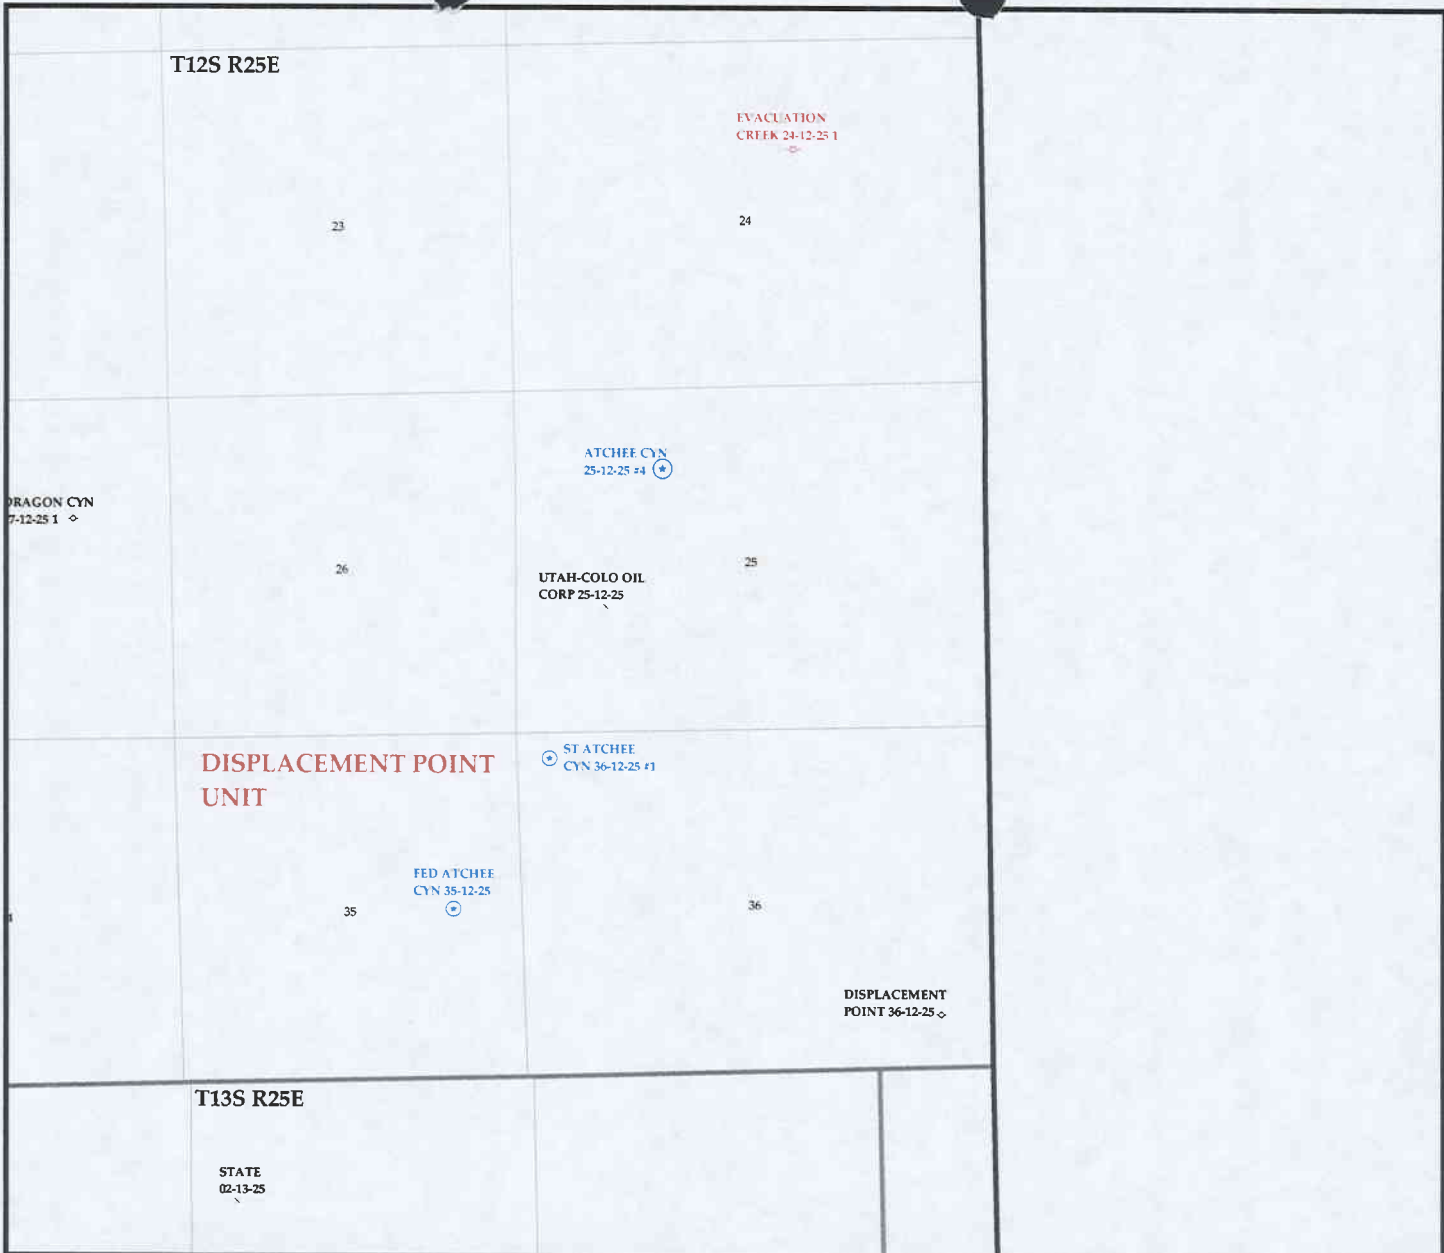 T12S R25E
EVACUATION
CREEK 24-12-25 1
23
24
ATCHEE CYN
25-12-25 #4
DRAGON CYN
7-12-25 1
26
25
UTAH-COLO OIL
CORP 25-12-25
DISPLACEMENT POINT
UNIT
ST ATCHEE
CYN 36-12-25 #1
FED ATCHEE
CYN 35-12-25
35
36
DISPLACEMENT
POINT 36-12-25
T13S R25E
STATE
02-13-25